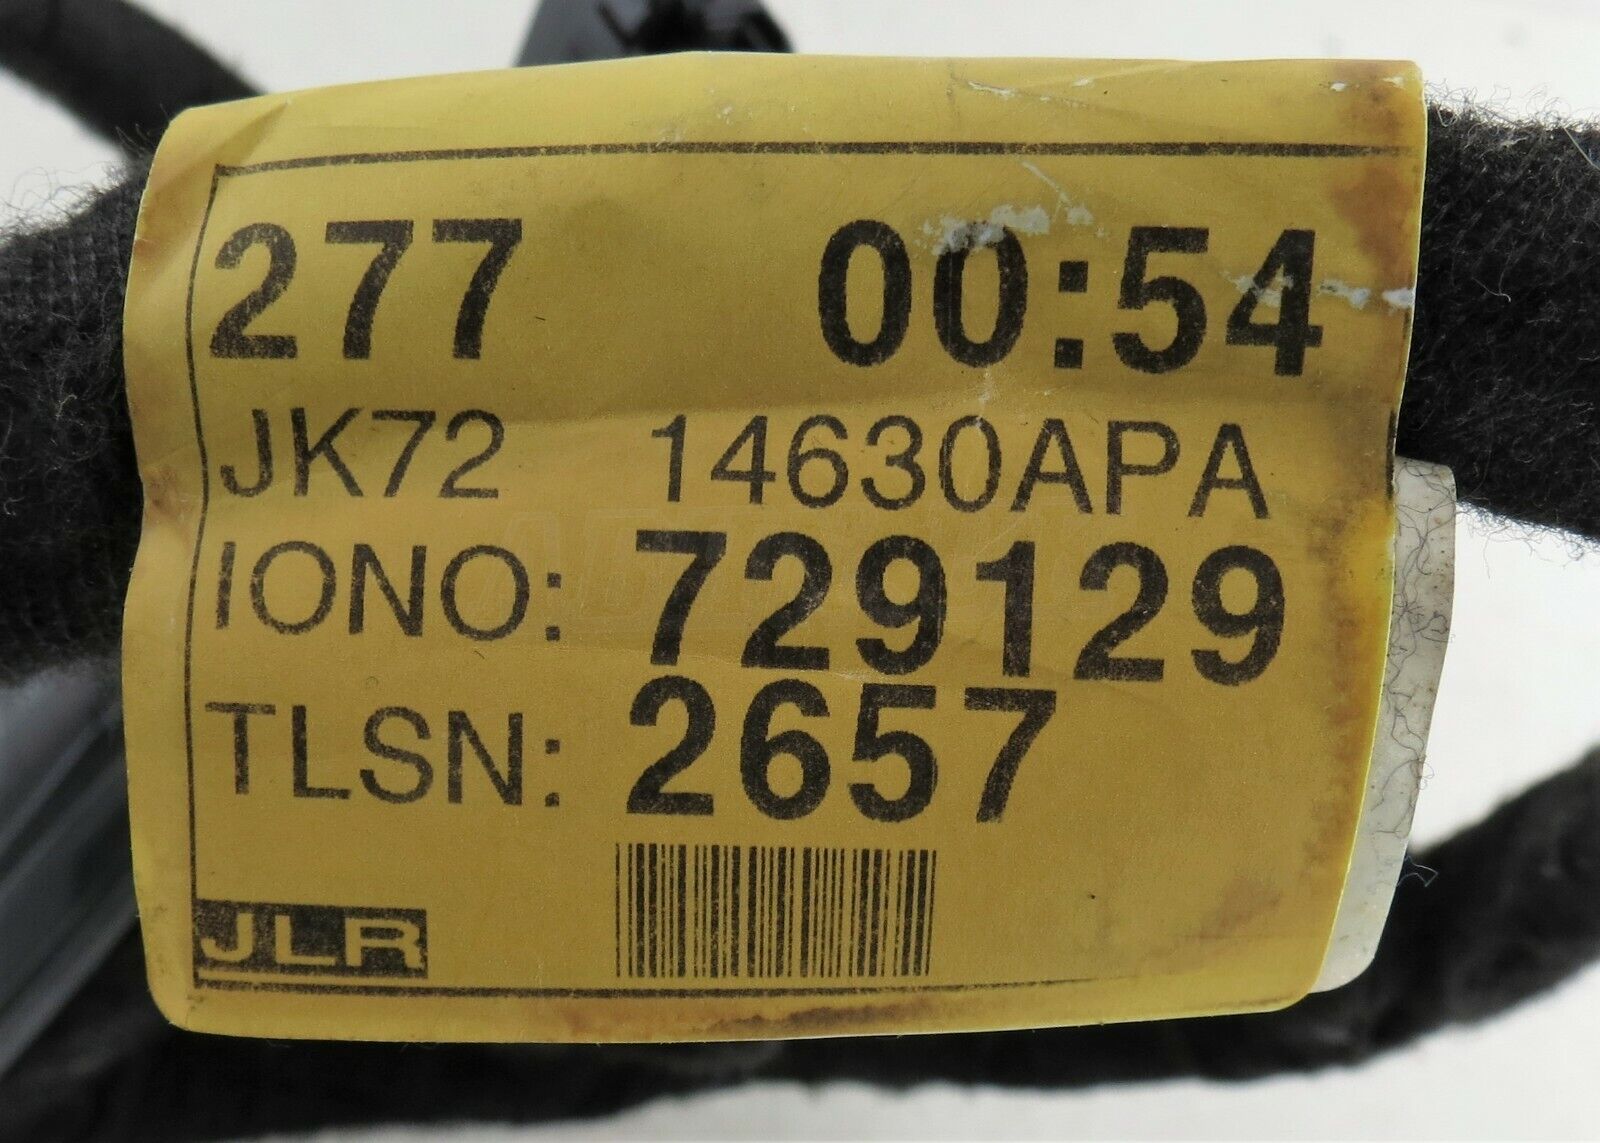 277 00:54
JK72 14630APA
IONO: 729129
TLSN: 2657
JLR